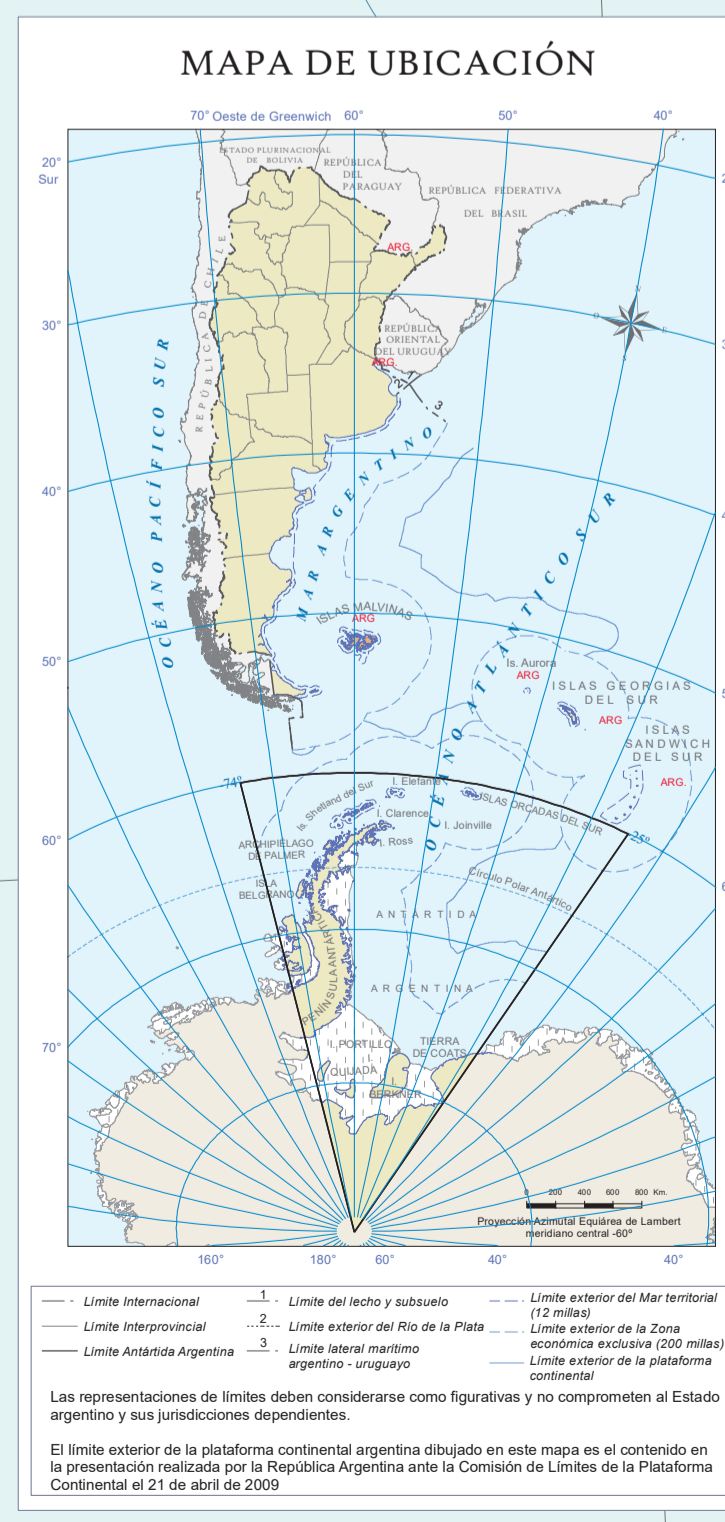 MAPA DE UBICACIÓN
70° Oeste de Greenwich 60° 50° 40°
20°
Sur
ESTADO PLURINACIONAL
DE BOLIVIA
REPÚBLICA
DEL
PARAGUAY
REPÚBLICA FEDERATIVA
DEL BRASIL
ARG.
REPÚBLICA DE CHILE
N
O
E
S
30°
REPÚBLICA
ORIENTAL
DEL URUGUAY
ARG.
2
1
3
OCÉANO PACÍFICO SUR
MAR ARGENTINO
40°
OCÉANO ATLÁNTICO SUR
ISLAS MALVINAS
ARG
50°
Is. Aurora
ARG
ISLAS GEORGIAS
DEL SUR
ARG
ISLAS
SANDWICH
DEL SUR
ARG.
-74°
25°
Is. Shetland del Sur
I. Elefante
ISLAS ORCADAS DEL SUR
I. Clarence
I. Joinville
I. Ross
60°
ARCHIPIÉLAGO
DE PALMER
ISLA
BELGRANO
Círculo Polar Antártico
ANTÁRTIDA
PENÍNSULA ANTÁRTICA
ARGENTINA
70°
I. PORTILLO
TIERRA
DE COATS
I.
QUIJADA
I.
BERKNER
0 200 400 600 800 Km.
Proyección Azimutal Equiárea de Lambert
meridiano central -60º
160° 180° 60° 40° 40°
Límite Internacional
Límite Interprovincial
Límite Antártida Argentina
1 Límite del lecho y subsuelo
2 Límite exterior del Río de la Plata
3 Límite lateral marítimo
argentino - uruguayo
Límite exterior del Mar territorial
(12 millas)
Límite exterior de la Zona
económica exclusiva (200 millas)
Límite exterior de la plataforma
continental
Las representaciones de límites deben considerarse como figurativas y no comprometen al Estado
argentino y sus jurisdicciones dependientes.
El límite exterior de la plataforma continental argentina dibujado en este mapa es el contenido en
la presentación realizada por la República Argentina ante la Comisión de Límites de la Plataforma
Continental el 21 de abril de 2009